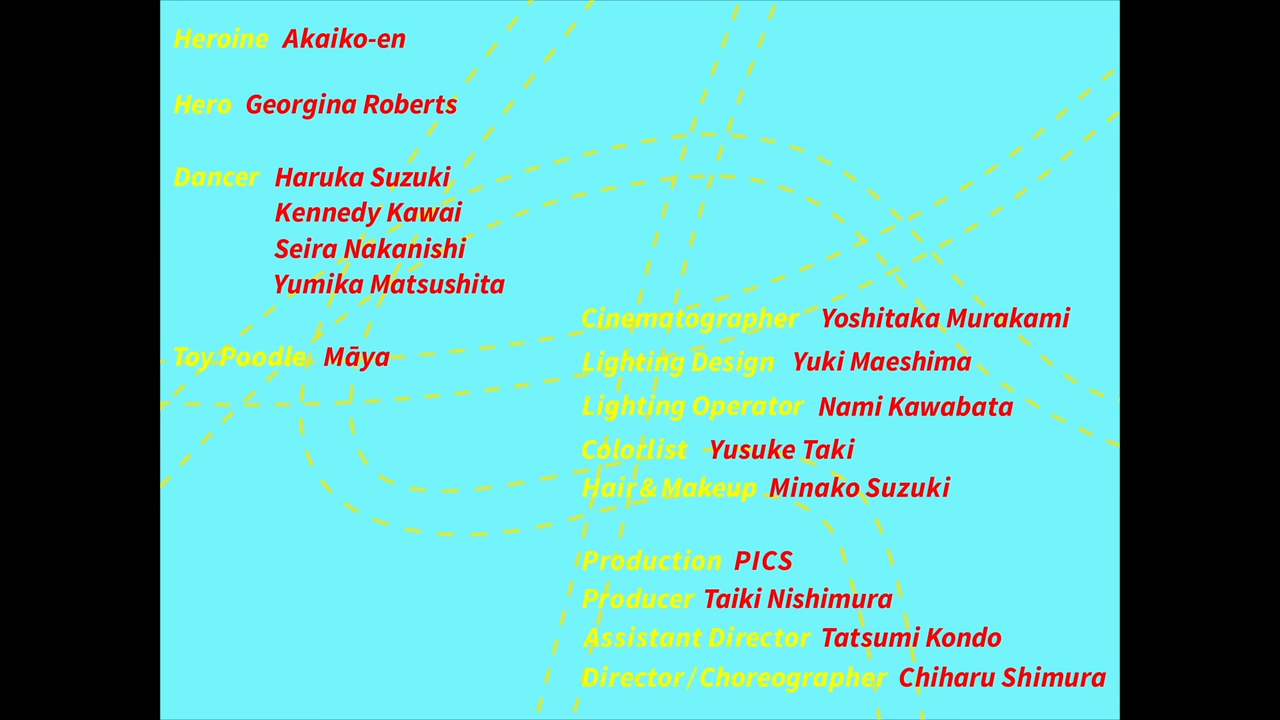 Heroine Akaiko-en
Hero Georgina Roberts
Dancer Haruka Suzuki
Kennedy Kawai
Seira Nakanishi
Yumika Matsushita
Toy Poodle Māya
Cinematographer Yoshitaka Murakami
Lighting Design Yuki Maeshima
Lighting Operator Nami Kawabata
Colorlist Yusuke Taki
Hair & Makeup Minako Suzuki
Production PICS
Producer Taiki Nishimura
Assistant Director Tatsumi Kondo
Director / Choreographer Chiharu Shimura